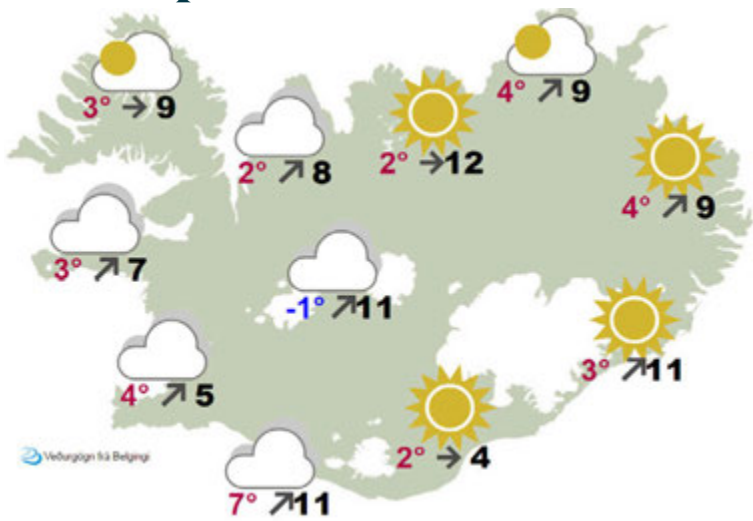 3° → 9
4° ↗ 9
2° ↗ 8
2° → 12
4° ↗ 9
3° ↗ 7
-1° ↗ 11
4° ↗ 5
3° ↗ 11
2° → 4
7° ↗ 11
Veðurgögn frá Belgingi